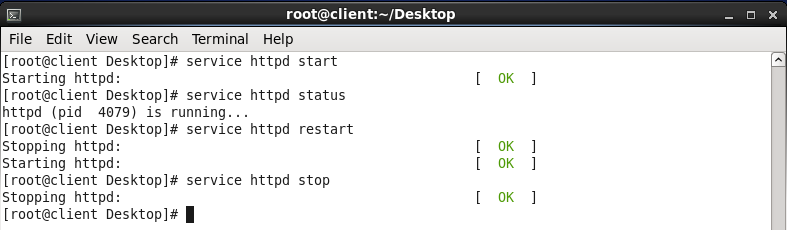 root@client:~/Desktop
File Edit View Search Terminal Help
[root@client Desktop]# service httpd start
Starting httpd: [ OK ]
[root@client Desktop]# service httpd status
httpd (pid  4079) is running...
[root@client Desktop]# service httpd restart
Stopping httpd: [ OK ]
Starting httpd: [ OK ]
[root@client Desktop]# service httpd stop
Stopping httpd: [ OK ]
[root@client Desktop]#